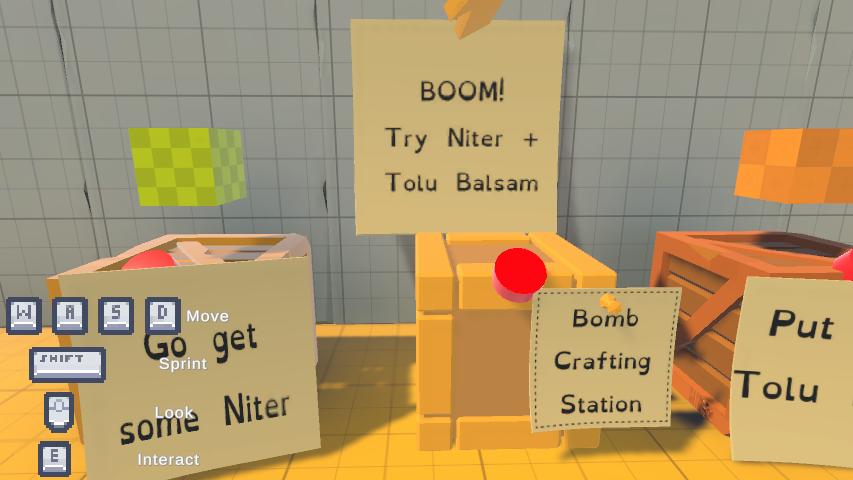 BOOM!
Try Niter +
Tolu Balsam
Go get
some Niter
Bomb
Crafting
Station
Put
Tolu
W A S D Move
SHIFT Sprint
Look
E Interact